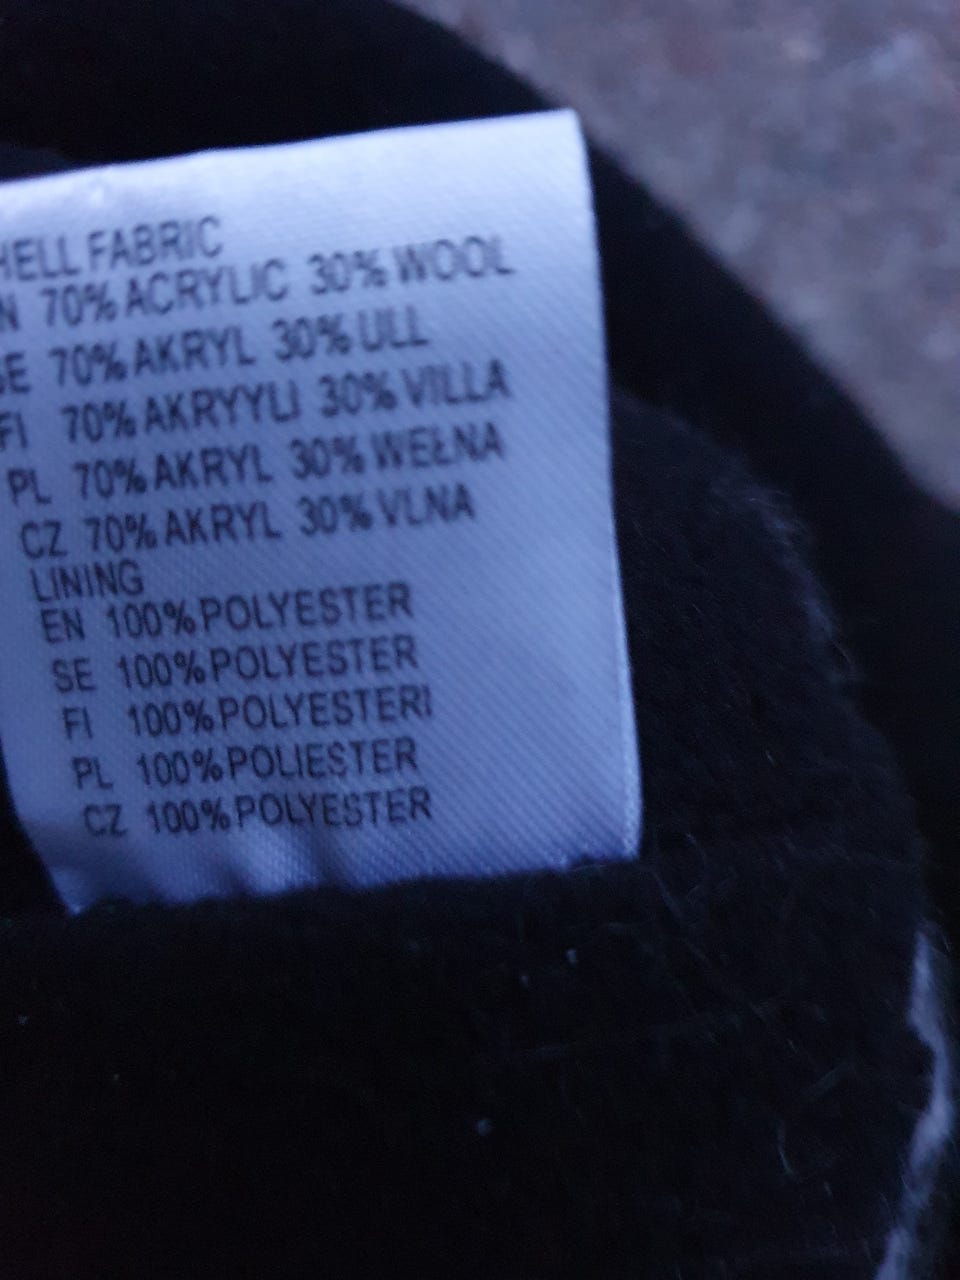 HELL FABRIC
N 70% ACRYLIC 30% WOOL
SE 70% AKRYL 30% ULL
FI 70% AKRYYLI 30% VILLA
PL 70% AKRYL 30% WEŁNA
CZ 70% AKRYL 30% VLNA
LINING
EN 100% POLYESTER
SE 100% POLYESTER
FI 100% POLYESTERI
PL 100% POLIESTER
CZ 100% POLYESTER